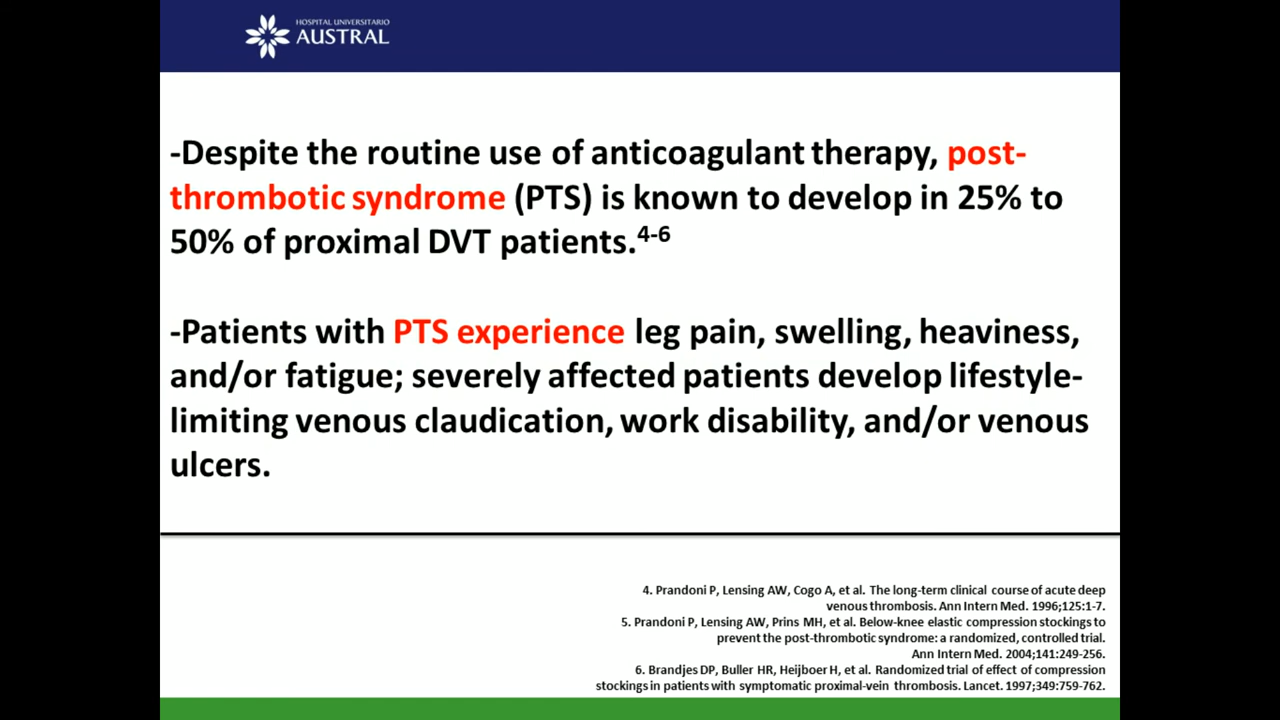 HOSPITAL UNIVERSITARIO
AUSTRAL
-Despite the routine use of anticoagulant therapy, post-
thrombotic syndrome (PTS) is known to develop in 25% to
50% of proximal DVT patients.4-6
-Patients with PTS experience leg pain, swelling, heaviness,
and/or fatigue; severely affected patients develop lifestyle-
limiting venous claudication, work disability, and/or venous
ulcers.
4. Prandoni P, Lensing AW, Cogo A, et al. The long-term clinical course of acute deep
venous thrombosis. Ann Intern Med. 1996;125:1-7.
5. Prandoni P, Lensing AW, Prins MH, et al. Below-knee elastic compression stockings to
prevent the post-thrombotic syndrome: a randomized, controlled trial.
Ann Intern Med. 2004;141:249-256.
6. Brandjes DP, Buller HR, Heijboer H, et al. Randomized trial of effect of compression
stockings in patients with symptomatic proximal-vein thrombosis. Lancet. 1997;349:759-762.